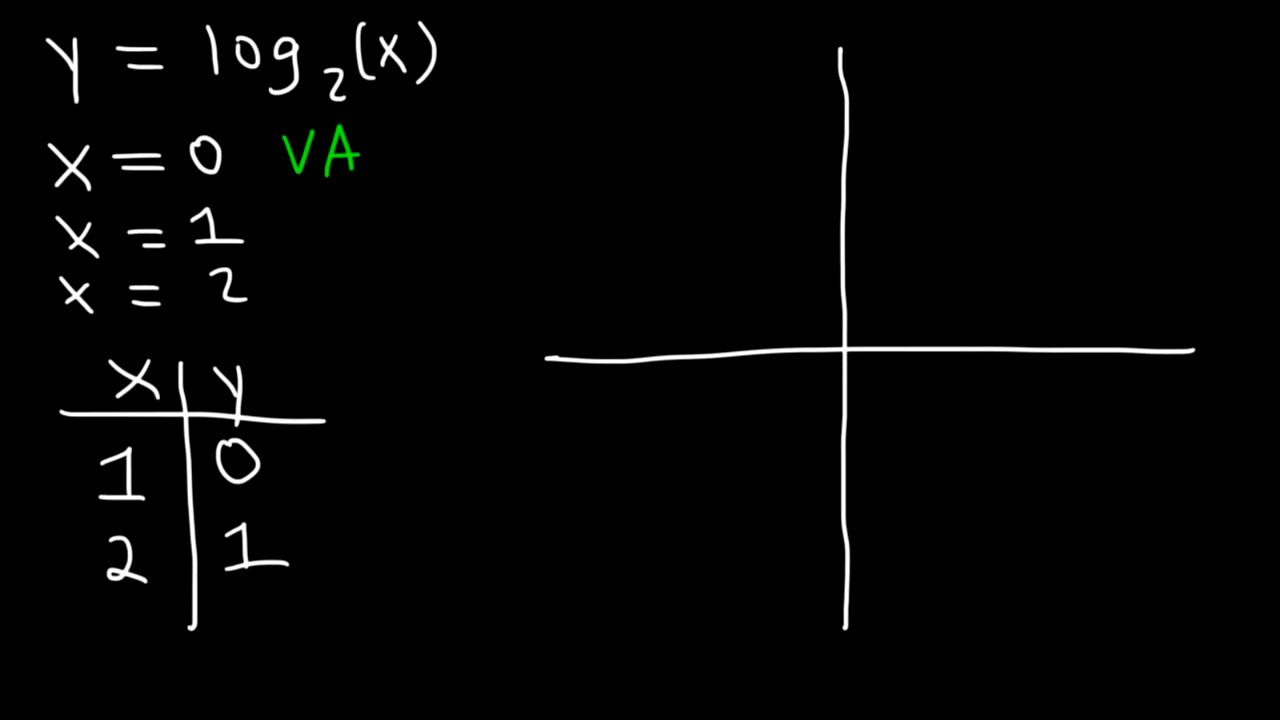 y = log₂(x)
x = 0 VA
x = 1
x = 2
x y
1 0
2 1